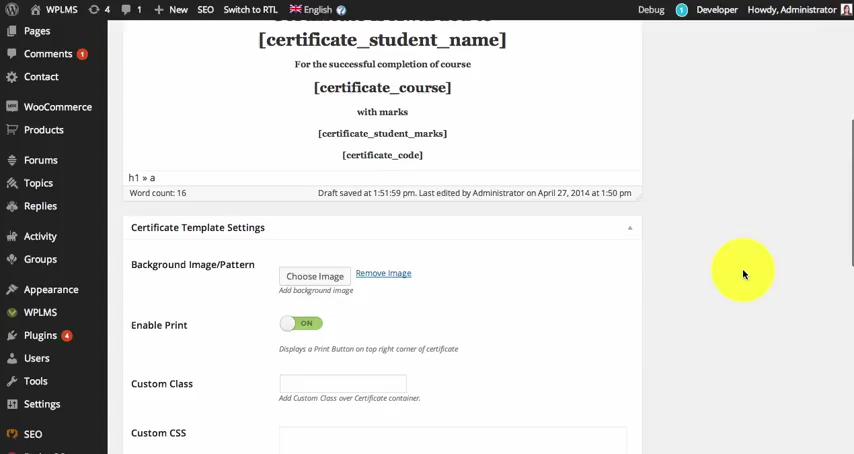 WPLMS 4 1 New SEO Switch to RTL English Debug 1 Developer Howdy, Administrator
Pages
Comments 1
Contact
WooCommerce
Products
Forums
Topics
Replies
Activity
Groups
Appearance
WPLMS
Plugins 4
Users
Tools
Settings
SEO
[certificate_student_name]
For the successful completion of course
[certificate_course]
with marks
[certificate_student_marks]
[certificate_code]
h1 » a
Word count: 16 Draft saved at 1:51:59 pm. Last edited by Administrator on April 27, 2014 at 1:50 pm
Certificate Template Settings
Background Image/Pattern
Choose Image Remove Image
Add background image
Enable Print
ON
Displays a Print Button on top right corner of certificate
Custom Class
Add Custom Class over Certificate container.
Custom CSS